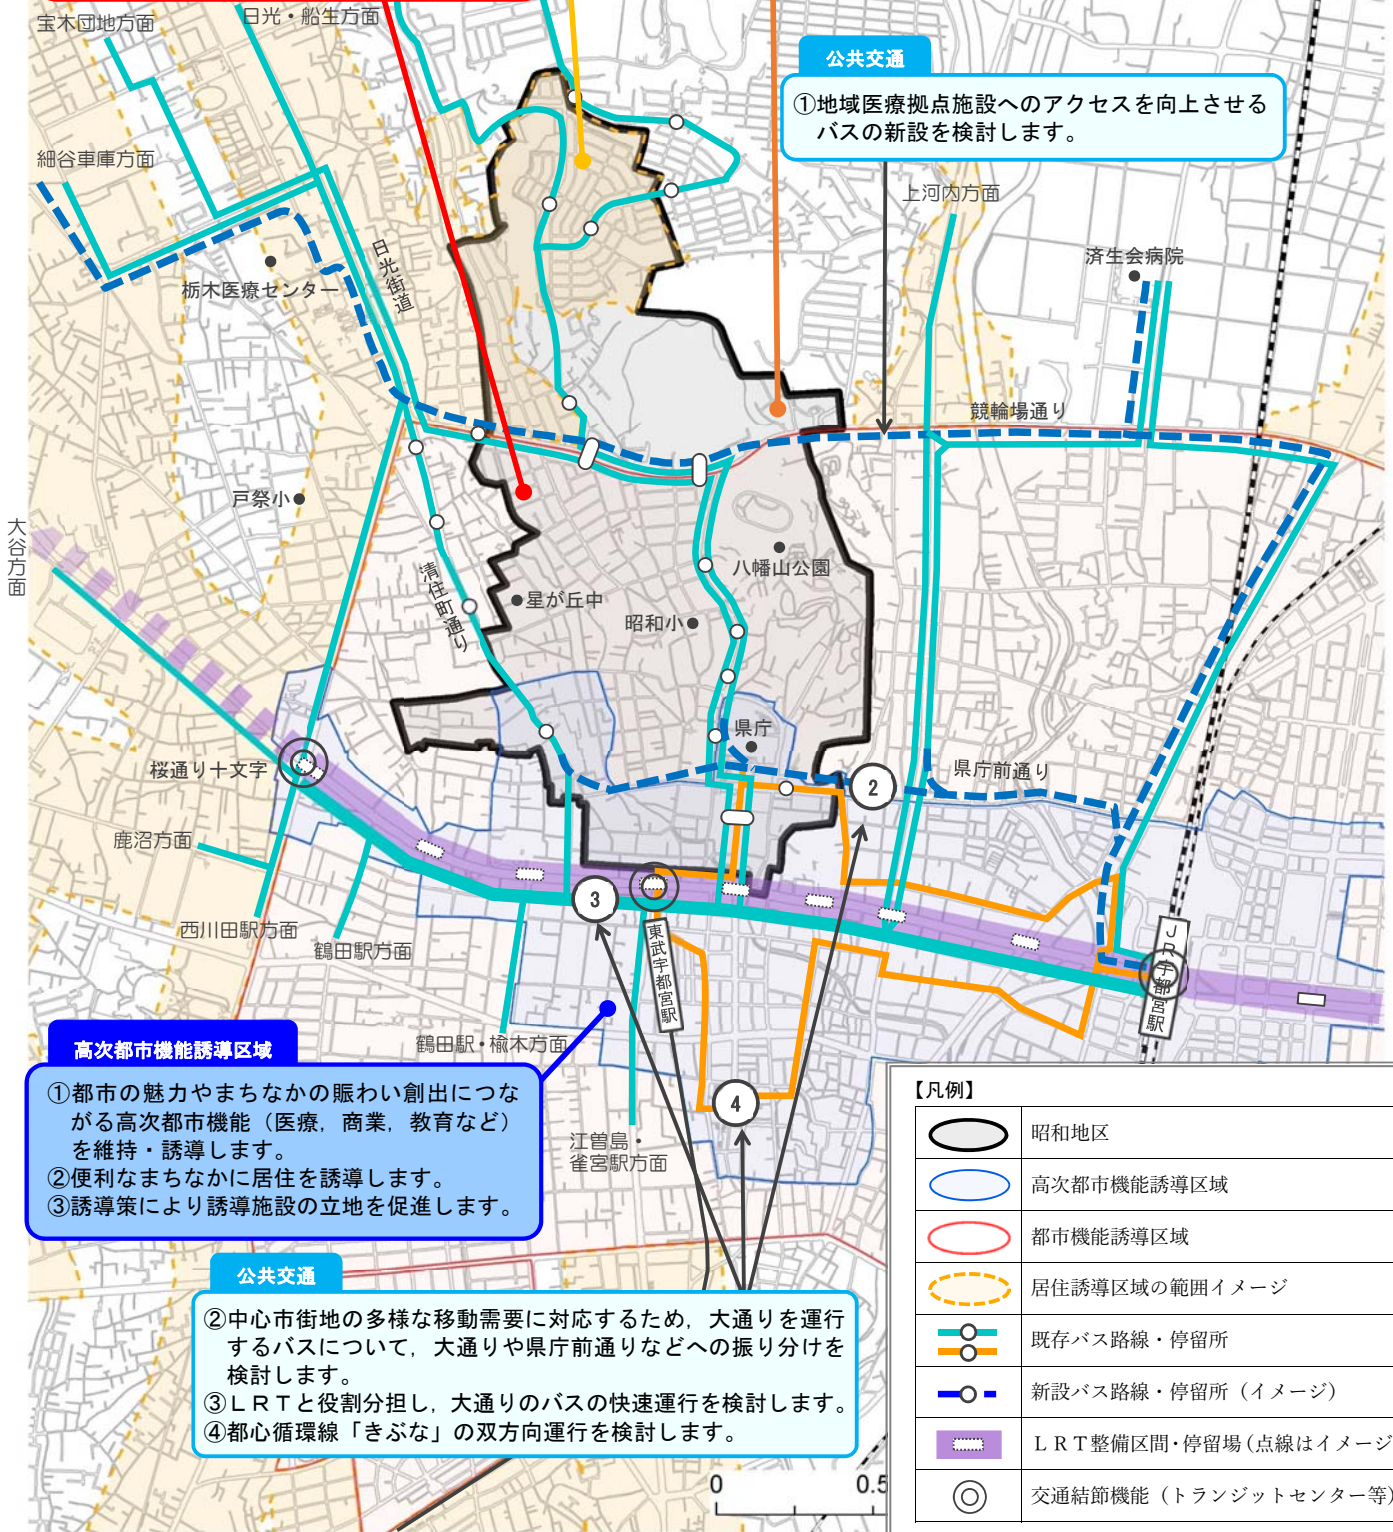 宝木団地方面
日光・船生方面
公共交通
①地域医療拠点施設へのアクセスを向上させる
バスの新設を検討します。
細谷車庫方面
上河内方面
日光街道
済生会病院
栃木医療センター
競輪場通り
戸祭小
大谷方面
八幡山公園
清住町通り
星が丘中
昭和小
県庁
桜通り十文字
県庁前通り
2
鹿沼方面
3
西川田駅方面
鶴田駅方面
東武宇都宮駅
JR宇都宮駅
高次都市機能誘導区域
鶴田駅・楡木方面
①都市の魅力やまちなかの賑わい創出につな
がる高次都市機能（医療，商業，教育など）
を維持・誘導します。
②便利なまちなかに居住を誘導します。
③誘導策により誘導施設の立地を促進します。
4
江曽島・
雀宮駅方面
公共交通
②中心市街地の多様な移動需要に対応するため，大通りを運行
するバスについて，大通りや県庁前通りなどへの振り分けを
検討します。
③ＬＲＴと役割分担し，大通りのバスの快速運行を検討します。
④都心循環線「きぶな」の双方向運行を検討します。
0 0.5
【凡例】
昭和地区
高次都市機能誘導区域
都市機能誘導区域
居住誘導区域の範囲イメージ
既存バス路線・停留所
新設バス路線・停留所（イメージ）
ＬＲＴ整備区間・停留場（点線はイメージ
交通結節機能（トランジットセンター等）